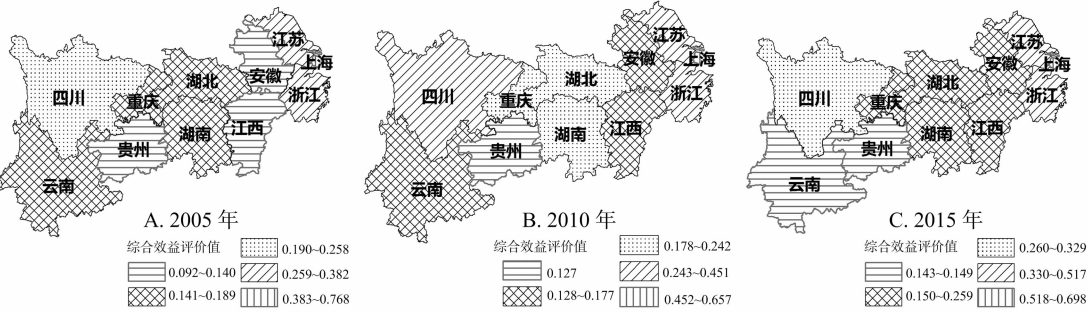 江苏
上海
安徽
浙江
湖北
四川
重庆
湖南
江西
贵州
云南
A. 2005 年
综合效益评价值
0.190~0.258
0.092~0.140
0.259~0.382
0.141~0.189
0.383~0.768
江苏
上海
安徽
浙江
湖北
四川
重庆
湖南
江西
贵州
云南
B. 2010 年
综合效益评价值
0.178~0.242
0.127
0.243~0.451
0.128~0.177
0.452~0.657
江苏
上海
安徽
浙江
湖北
四川
重庆
湖南
江西
贵州
云南
C. 2015 年
综合效益评价值
0.260~0.329
0.143~0.149
0.330~0.517
0.150~0.259
0.518~0.698